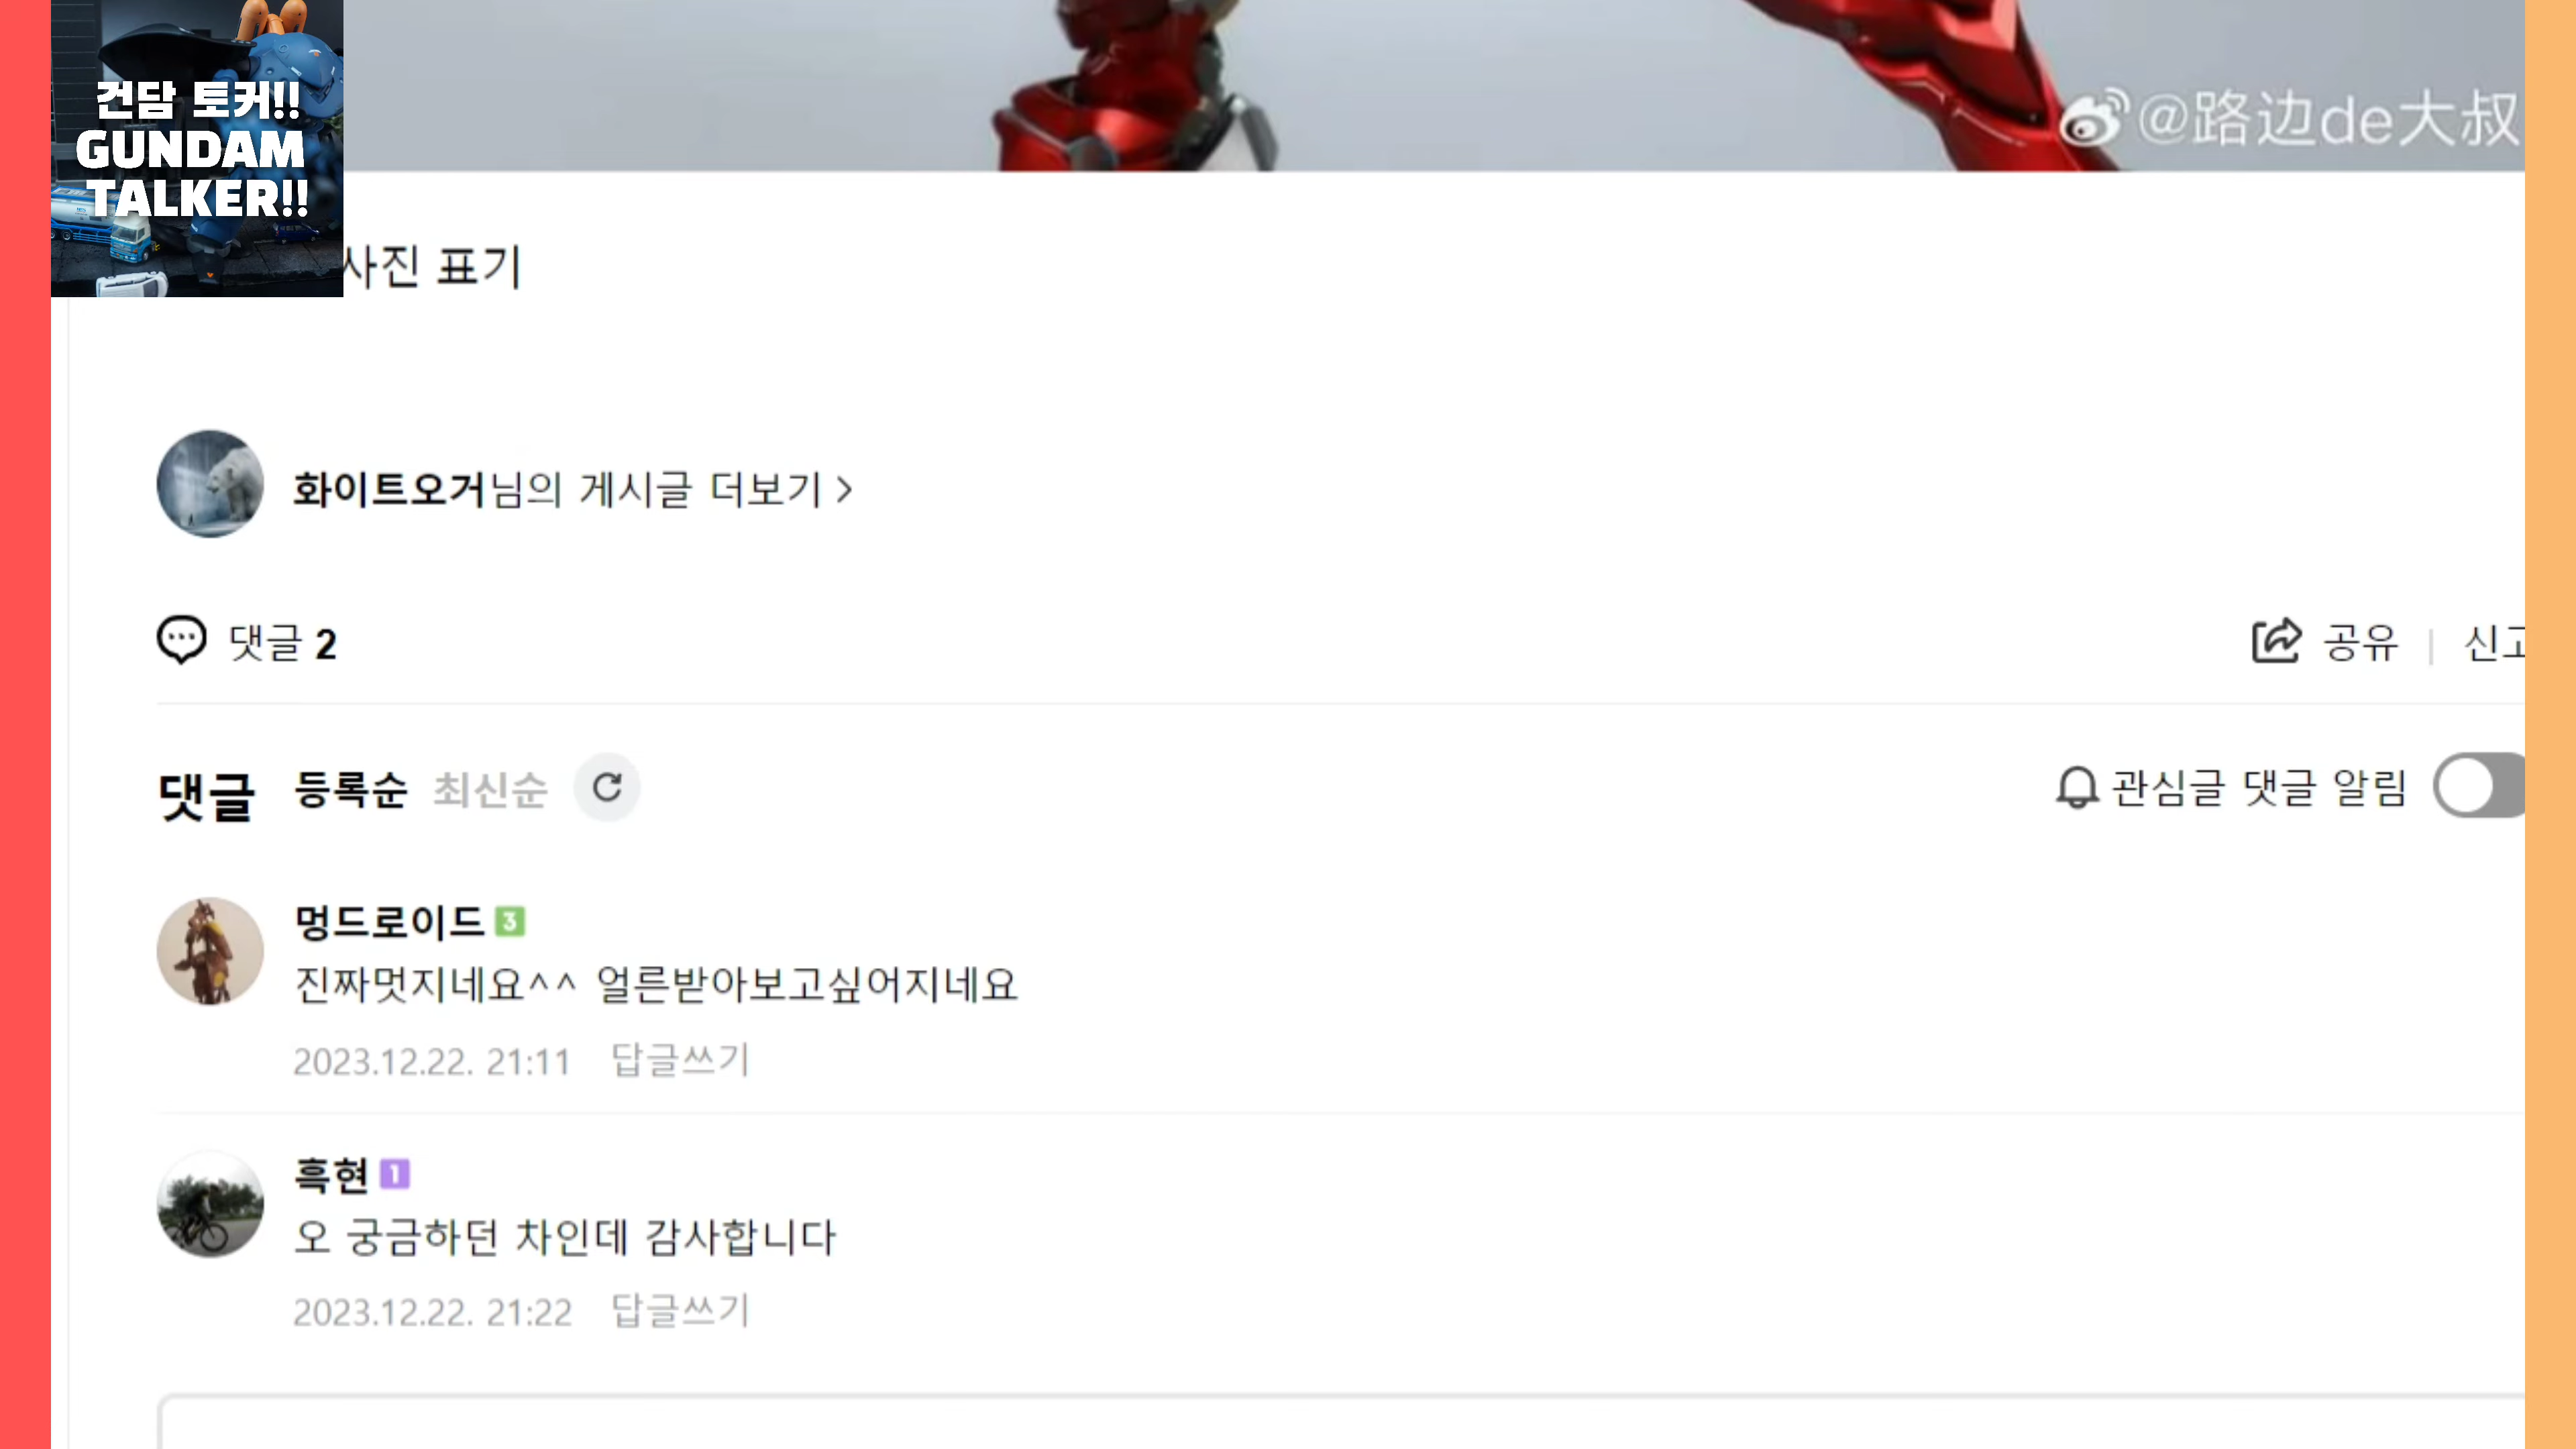 건담 토커!!
GUNDAM
TALKER!!
@路边de大叔
사진 표기
화이트오거님의 게시글 더보기 >
댓글 2
공유 | 신고
댓글 등록순 최신순
관심글 댓글 알림
멍드로이드 3
진짜멋지네요^^ 얼른받아보고싶어지네요
2023.12.22. 21:11 답글쓰기
흑현 1
오 궁금하던 차인데 감사합니다
2023.12.22. 21:22 답글쓰기